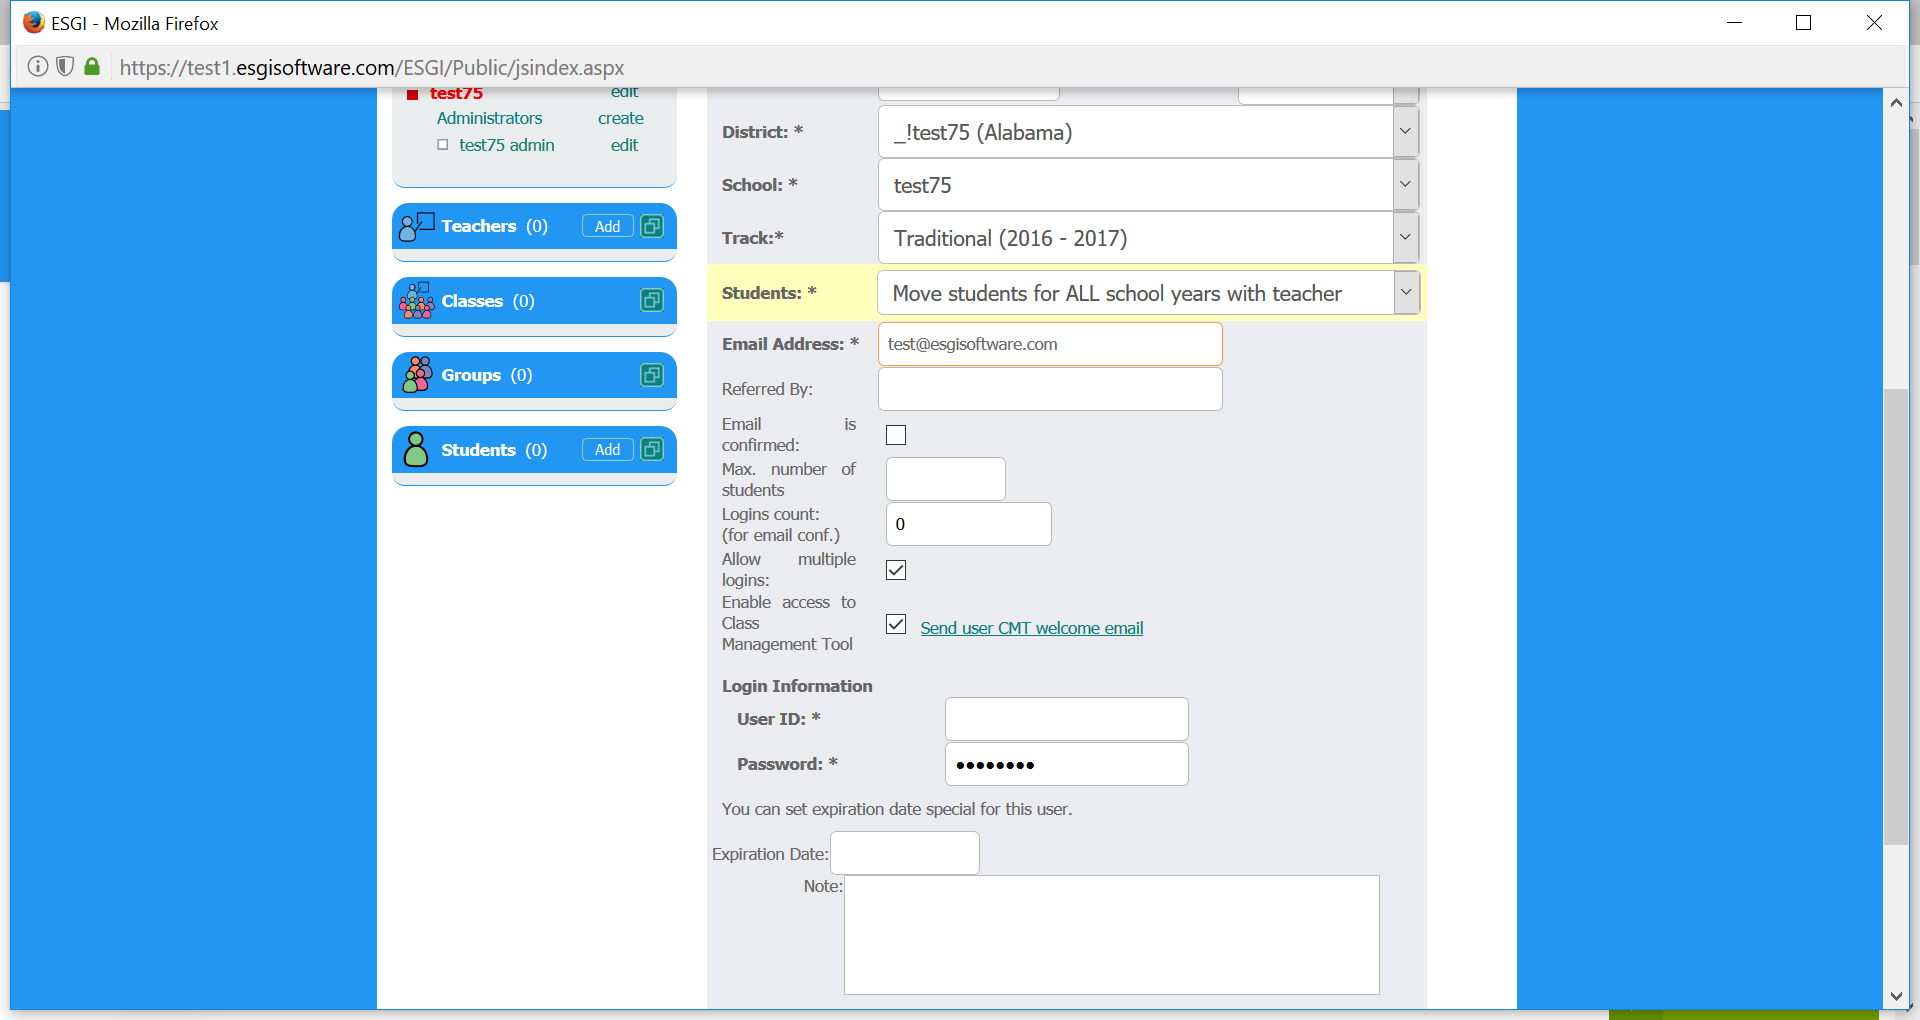 ESGI - Mozilla Firefox
https://test1.esgisoftware.com/ESGI/Public/jsindex.aspx
test75 edit
Administrators create
test75 admin edit
Teachers (0) Add
Classes (0)
Groups (0)
Students (0) Add
District: * _!test75 (Alabama)
School: * test75
Track:* Traditional (2016 - 2017)
Students: * Move students for ALL school years with teacher
Email Address: * test@esgisoftware.com
Referred By:
Email is
confirmed:
Max. number of
students
Logins count: 0
(for email conf.)
Allow multiple
logins:
Enable access to
Class
Management Tool
Send user CMT welcome email
Login Information
User ID: *
Password: * ●●●●●●●●
You can set expiration date special for this user.
Expiration Date:
Note: